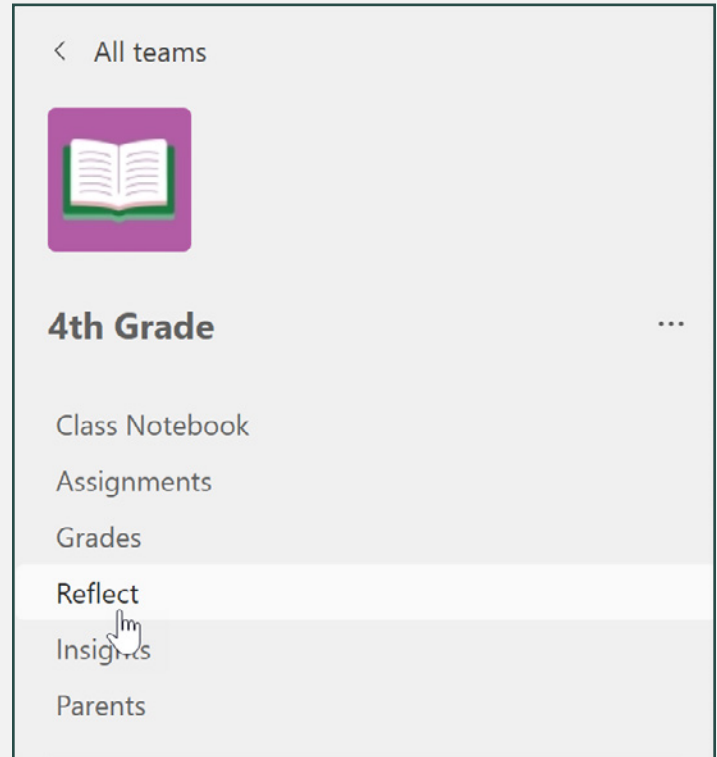 All teams
4th Grade
Class Notebook
Assignments
Grades
Reflect
Insights
Parents